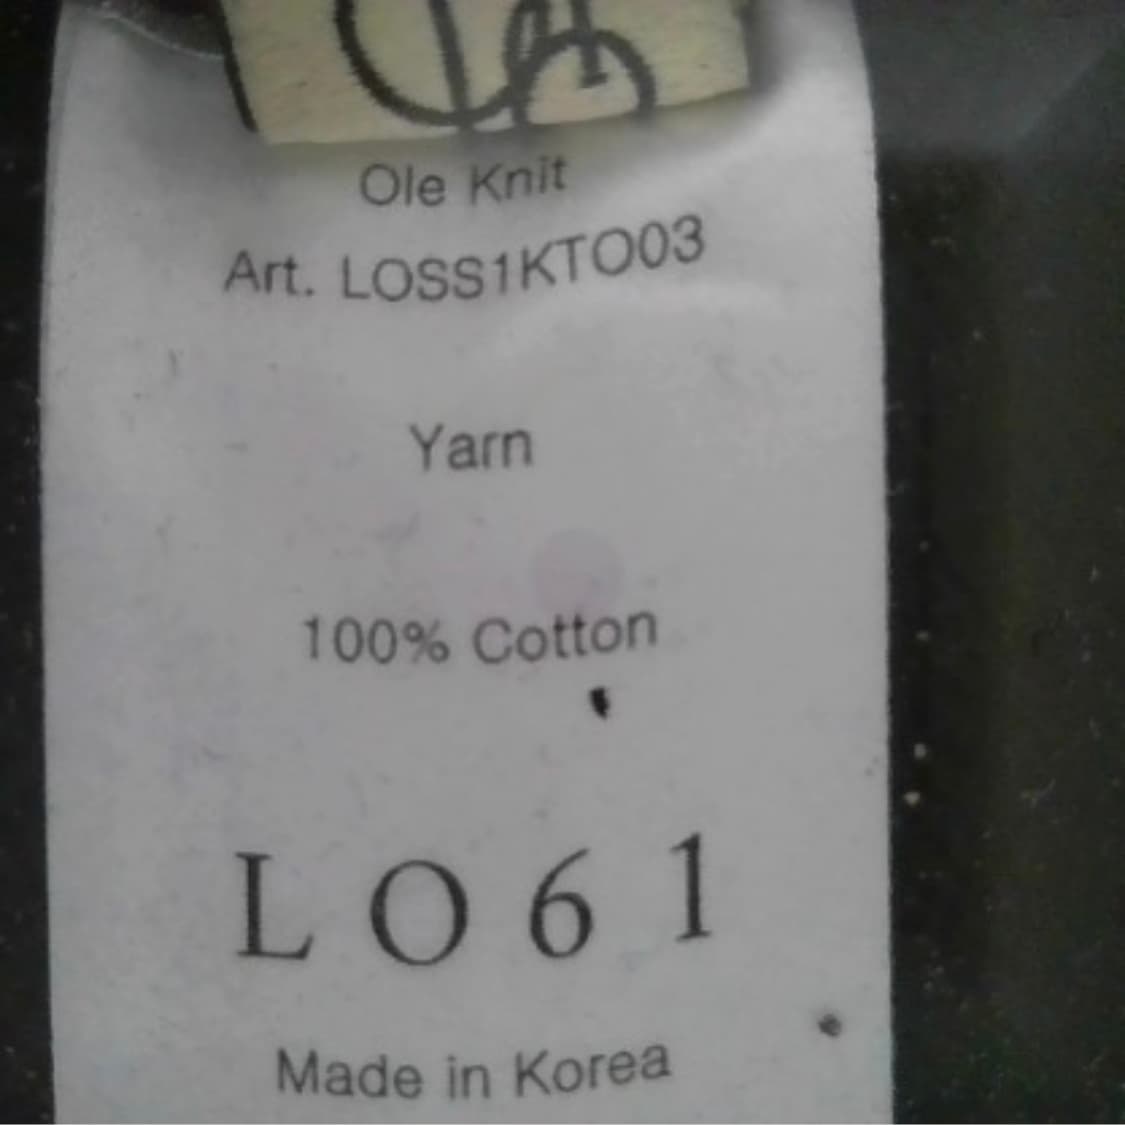 Ole Knit
Art. LOSS1KTO03
Yarn
100% Cotton
LO61
Made in Korea